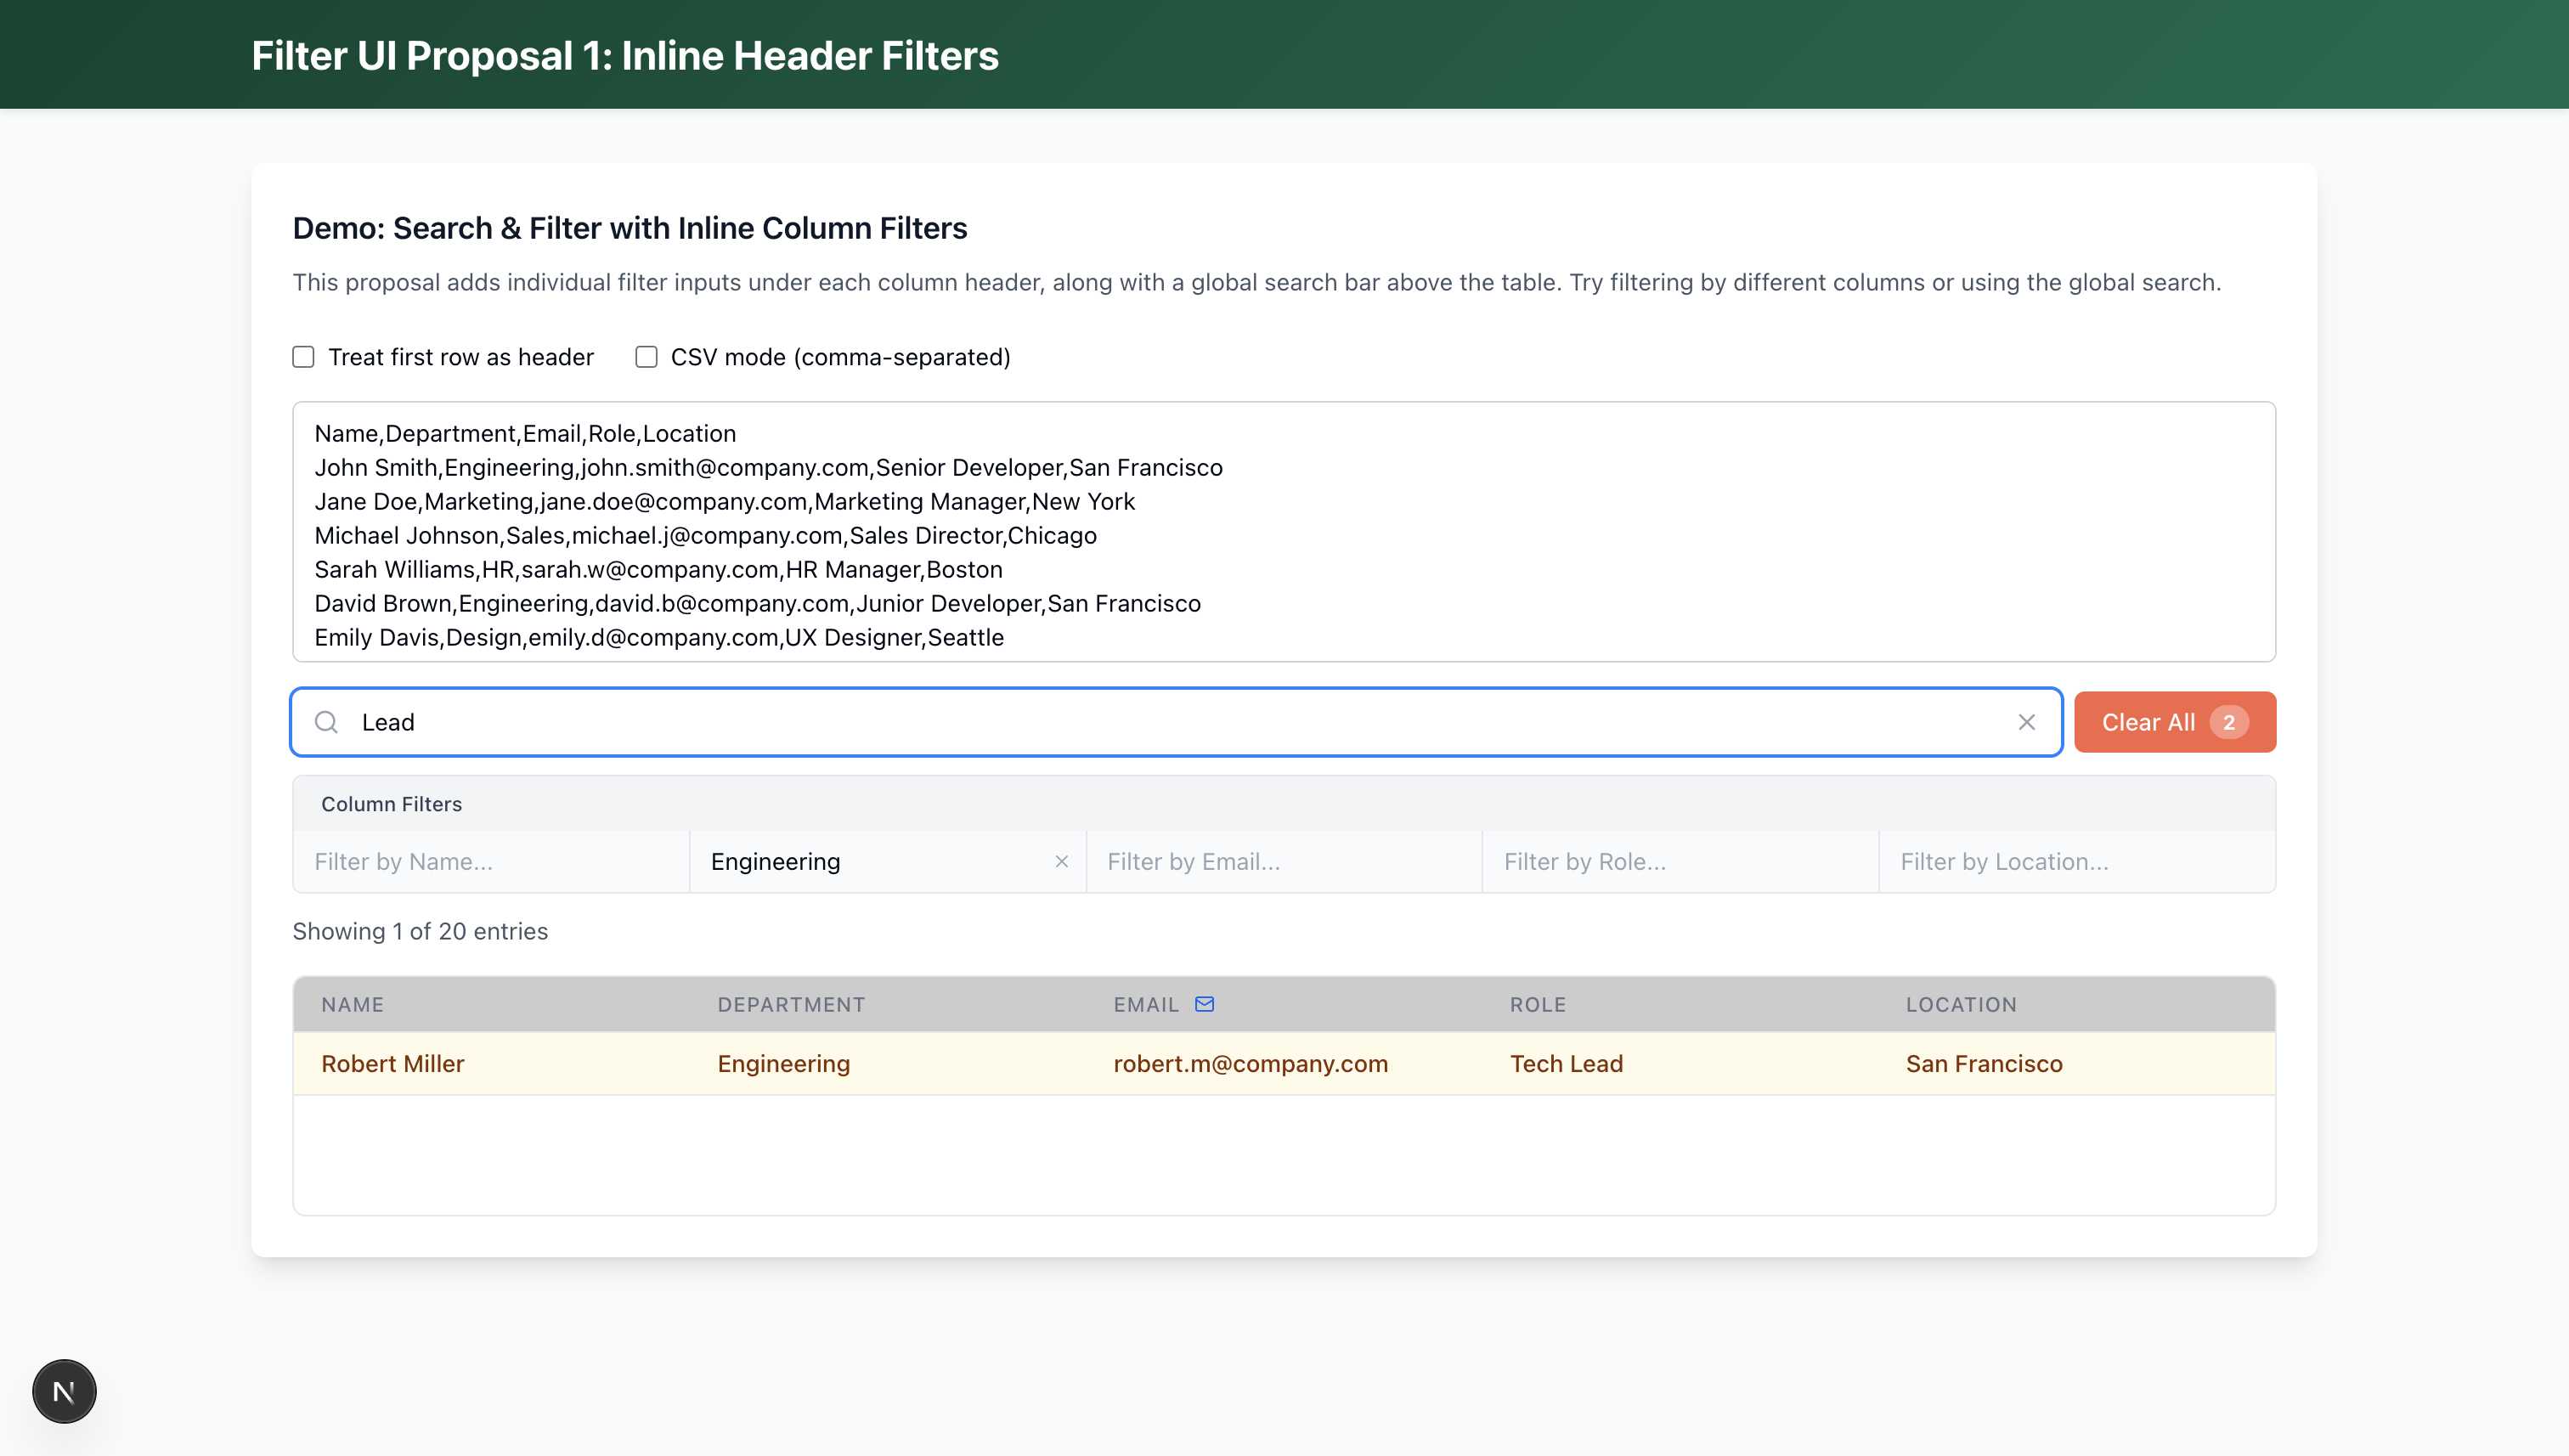 Filter UI Proposal 1: Inline Header Filters
Demo: Search & Filter with Inline Column Filters
This proposal adds individual filter inputs under each column header, along with a global search bar above the table. Try filtering by different columns or using the global search.
Treat first row as header CSV mode (comma-separated)
Name,Department,Email,Role,Location
John Smith,Engineering,john.smith@company.com,Senior Developer,San Francisco
Jane Doe,Marketing,jane.doe@company.com,Marketing Manager,New York
Michael Johnson,Sales,michael.j@company.com,Sales Director,Chicago
Sarah Williams,HR,sarah.w@company.com,HR Manager,Boston
David Brown,Engineering,david.b@company.com,Junior Developer,San Francisco
Emily Davis,Design,emily.d@company.com,UX Designer,Seattle
Lead Clear All 2
Column Filters
Filter by Name... Engineering Filter by Email... Filter by Role... Filter by Location...
Showing 1 of 20 entries
NAME DEPARTMENT EMAIL ROLE LOCATION
Robert Miller Engineering robert.m@company.com Tech Lead San Francisco
N